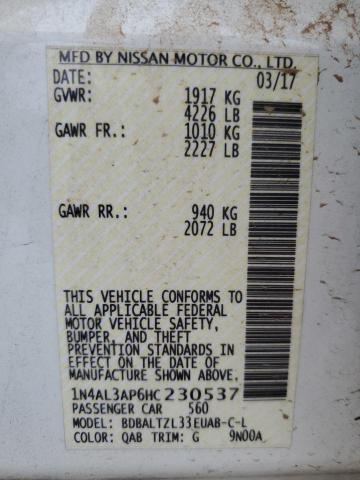 MFD BY NISSAN MOTOR CO., LTD.
DATE: 03/17
GVWR: 1917 KG
4226 LB
GAWR FR.: 1010 KG
2227 LB
GAWR RR.: 940 KG
2072 LB
THIS VEHICLE CONFORMS TO
ALL APPLICABLE FEDERAL
MOTOR VEHICLE SAFETY,
BUMPER, AND THEFT
PREVENTION STANDARDS IN
EFFECT ON THE DATE OF
MANUFACTURE SHOWN ABOVE.
1N4AL3AP6HC230537
PASSENGER CAR 560
MODEL: BDBALTZL33EUAB-C-L
COLOR: QAB TRIM: G 9N00A